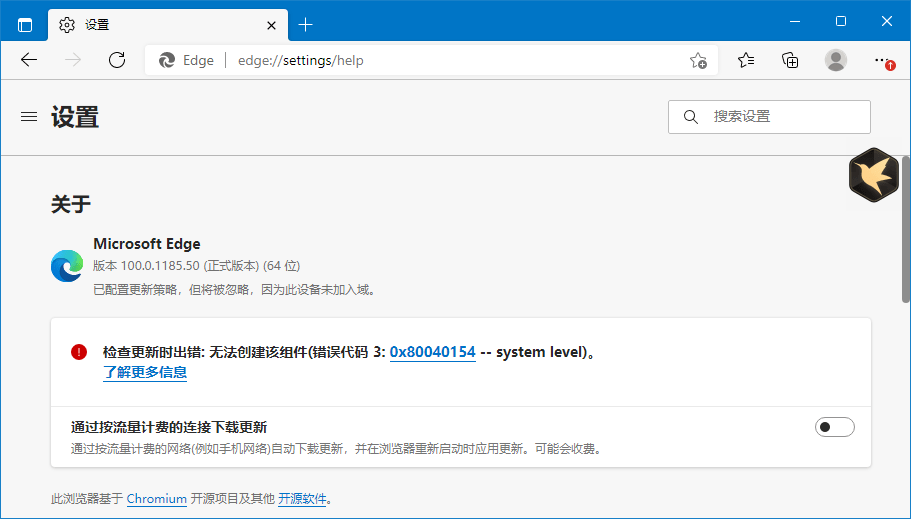 设置
Edge
edge://settings/help
设置
搜索设置
关于
Microsoft Edge
版本 100.0.1185.50 (正式版本) (64 位)
已配置更新策略，但将被忽略，因为此设备未加入域。
检查更新时出错: 无法创建该组件(错误代码 3: 0x80040154 -- system level)。
了解更多信息
通过按流量计费的连接下载更新
通过按流量计费的网络(例如手机网络)自动下载更新，并在浏览器重新启动时应用更新。可能会收费。
此浏览器基于 Chromium 开源项目及其他 开源软件。